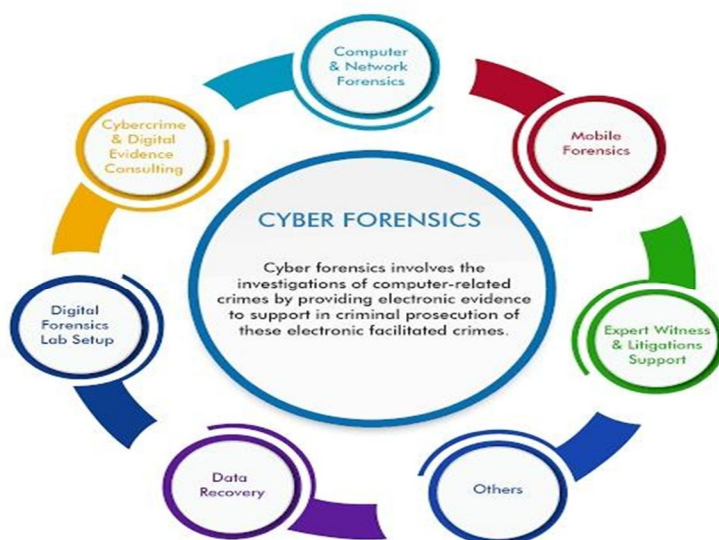 Computer
& Network
Forensics
Mobile
Forensics
Expert Witness
& Litigations
Support
Others
Data
Recovery
Digital
Forensics
Lab Setup
Cybercrime
& Digital
Evidence
Consulting
CYBER FORENSICS
Cyber forensics involves the
investigations of computer-related
crimes by providing electronic evidence
to support in criminal prosecution of
these electronic facilitated crimes.